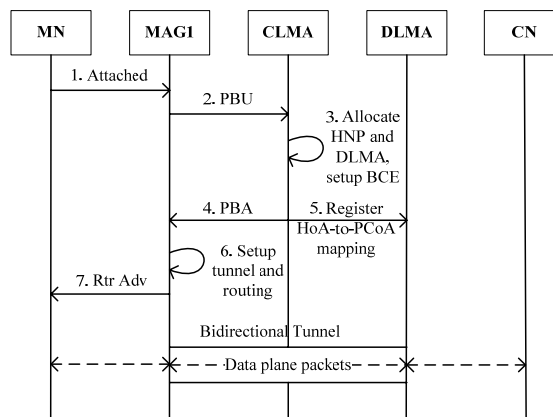 MN
MAG1
CLMA
DLMA
CN
1. Attached
2. PBU
3. Allocate
HNP and
DLMA,
setup BCE
4. PBA
5. Register
HoA-to-PCoA
mapping
6. Setup
tunnel and
routing
7. Rtr Adv
Bidirectional Tunnel
Data plane packets